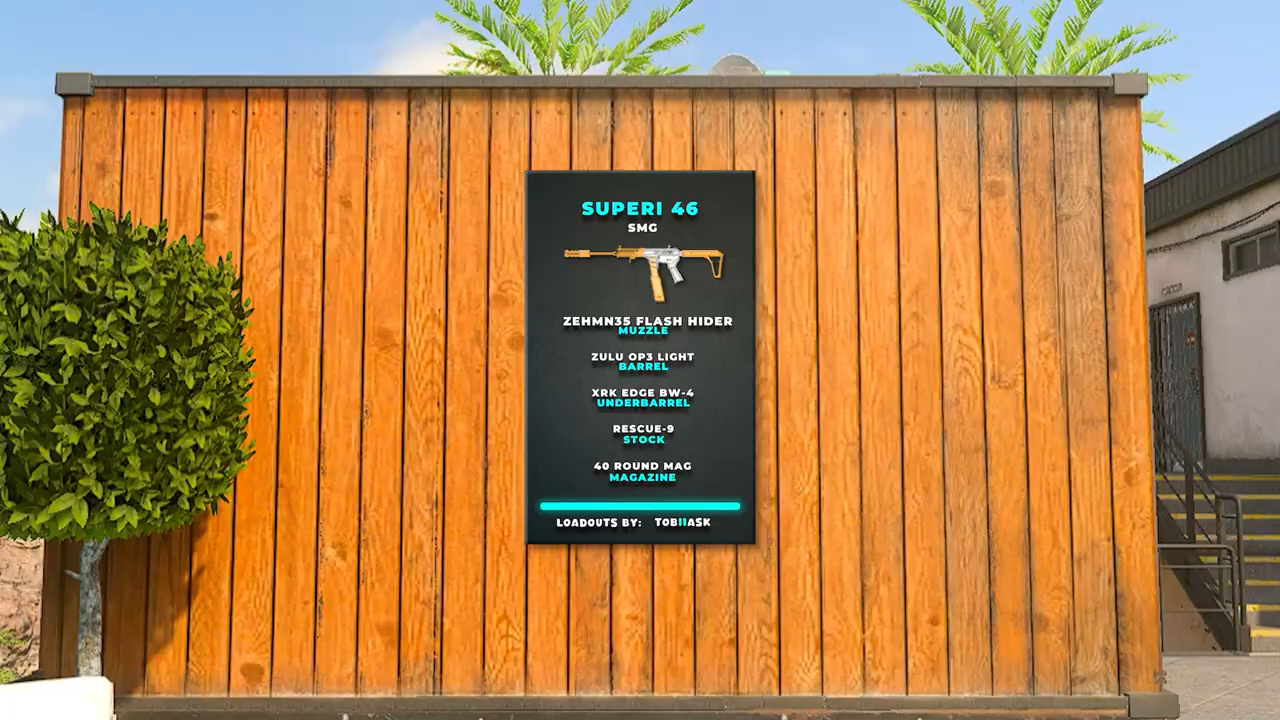 SUPERI 46
SMG
ZEHMN35 FLASH HIDER
MUZZLE
ZULU OP3 LIGHT
BARREL
XRK EDGE BW-4
UNDERBARREL
RESCUE-9
STOCK
40 ROUND MAG
MAGAZINE
LOADOUTS BY: TOBIIASK